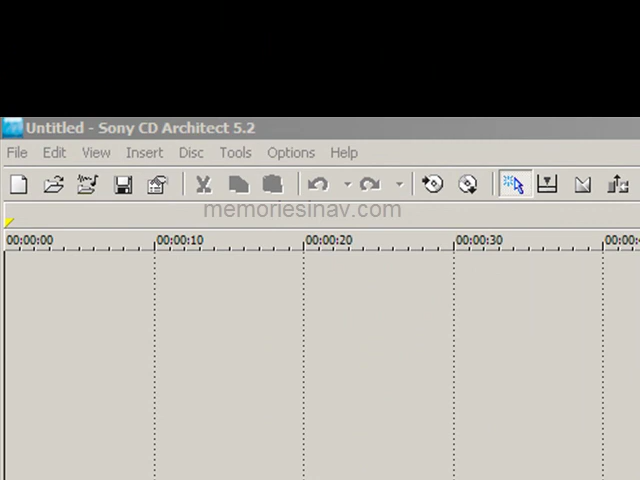 Untitled - Sony CD Architect 5.2
File Edit View Insert Disc Tools Options Help
memoriesinav.com
00:00:00 00:00:10 00:00:20 00:00:30